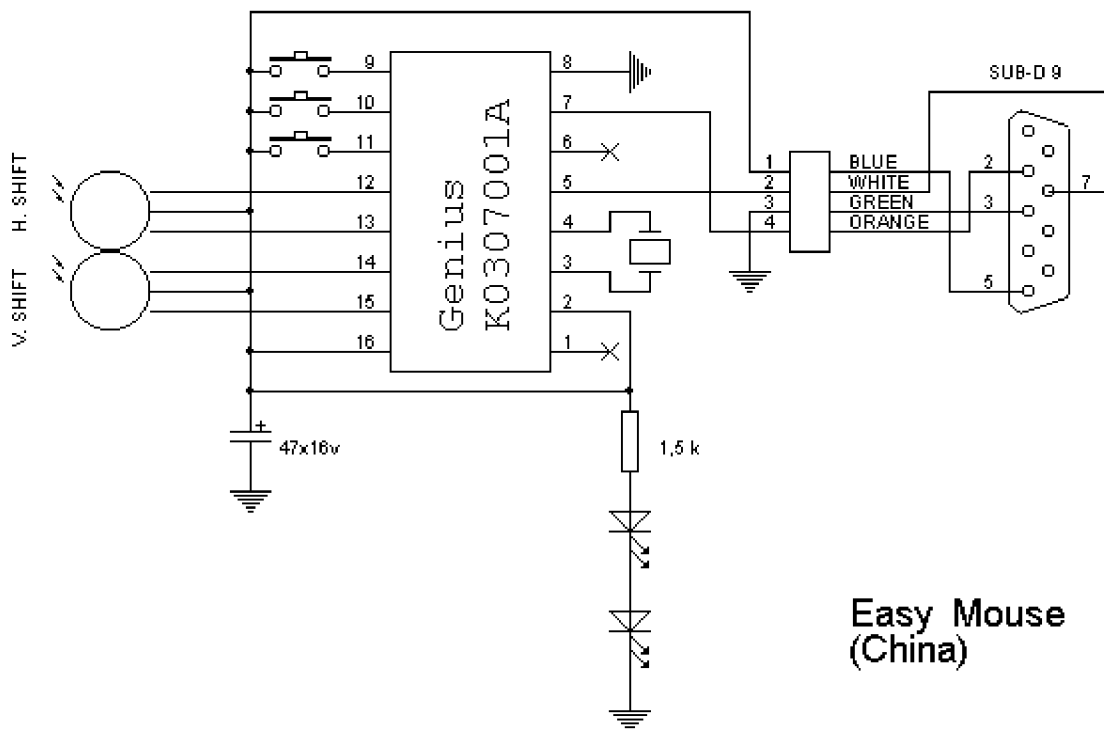 SUB-D 9
9
8
10
7
11
6
12
5
13
4
14
3
15
2
16
1
Genius
KO307001A
H. SHIFT
V. SHIFT
1
2
3
4
BLUE
WHITE
GREEN
ORANGE
2
7
3
5
+
47x16v
1,5 k
Easy Mouse
(China)